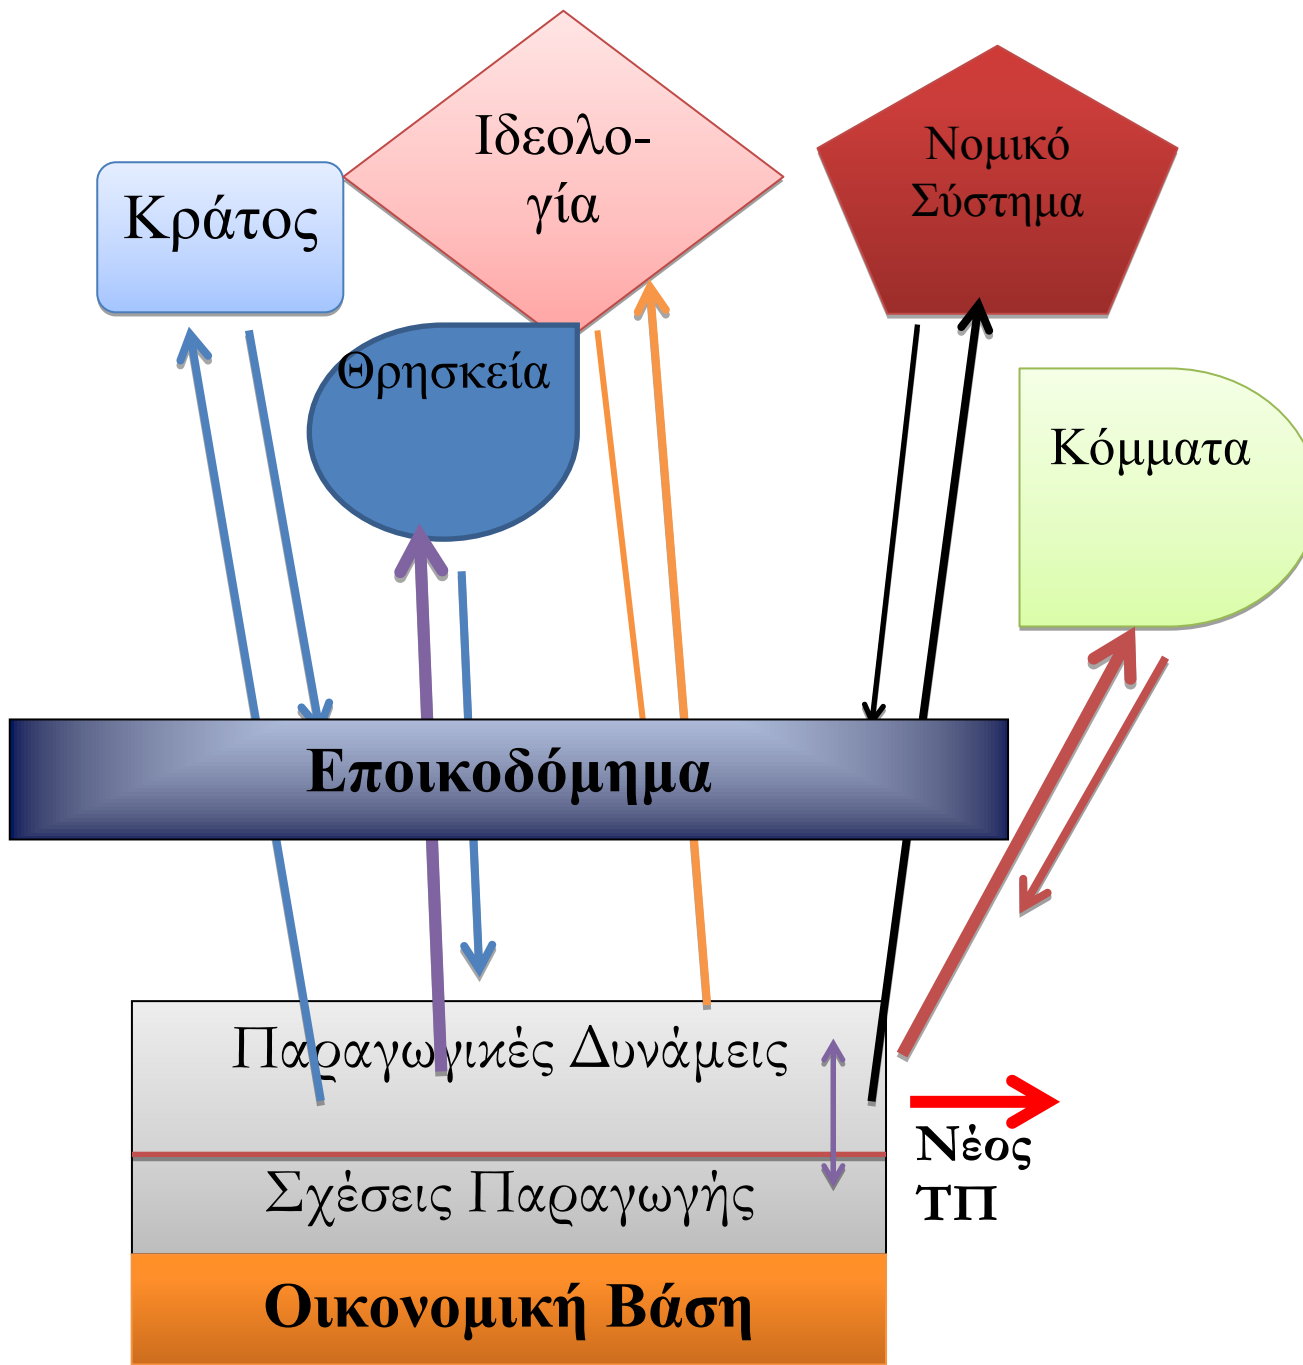 Ιδεολο-
γία
Νομικό
Σύστημα
Κράτος
Θρησκεία
Κόμματα
Εποικοδόμημα
Παραγωγικές Δυνάμεις
Νέος
ΤΠ
Σχέσεις Παραγωγής
Οικονομική Βάση